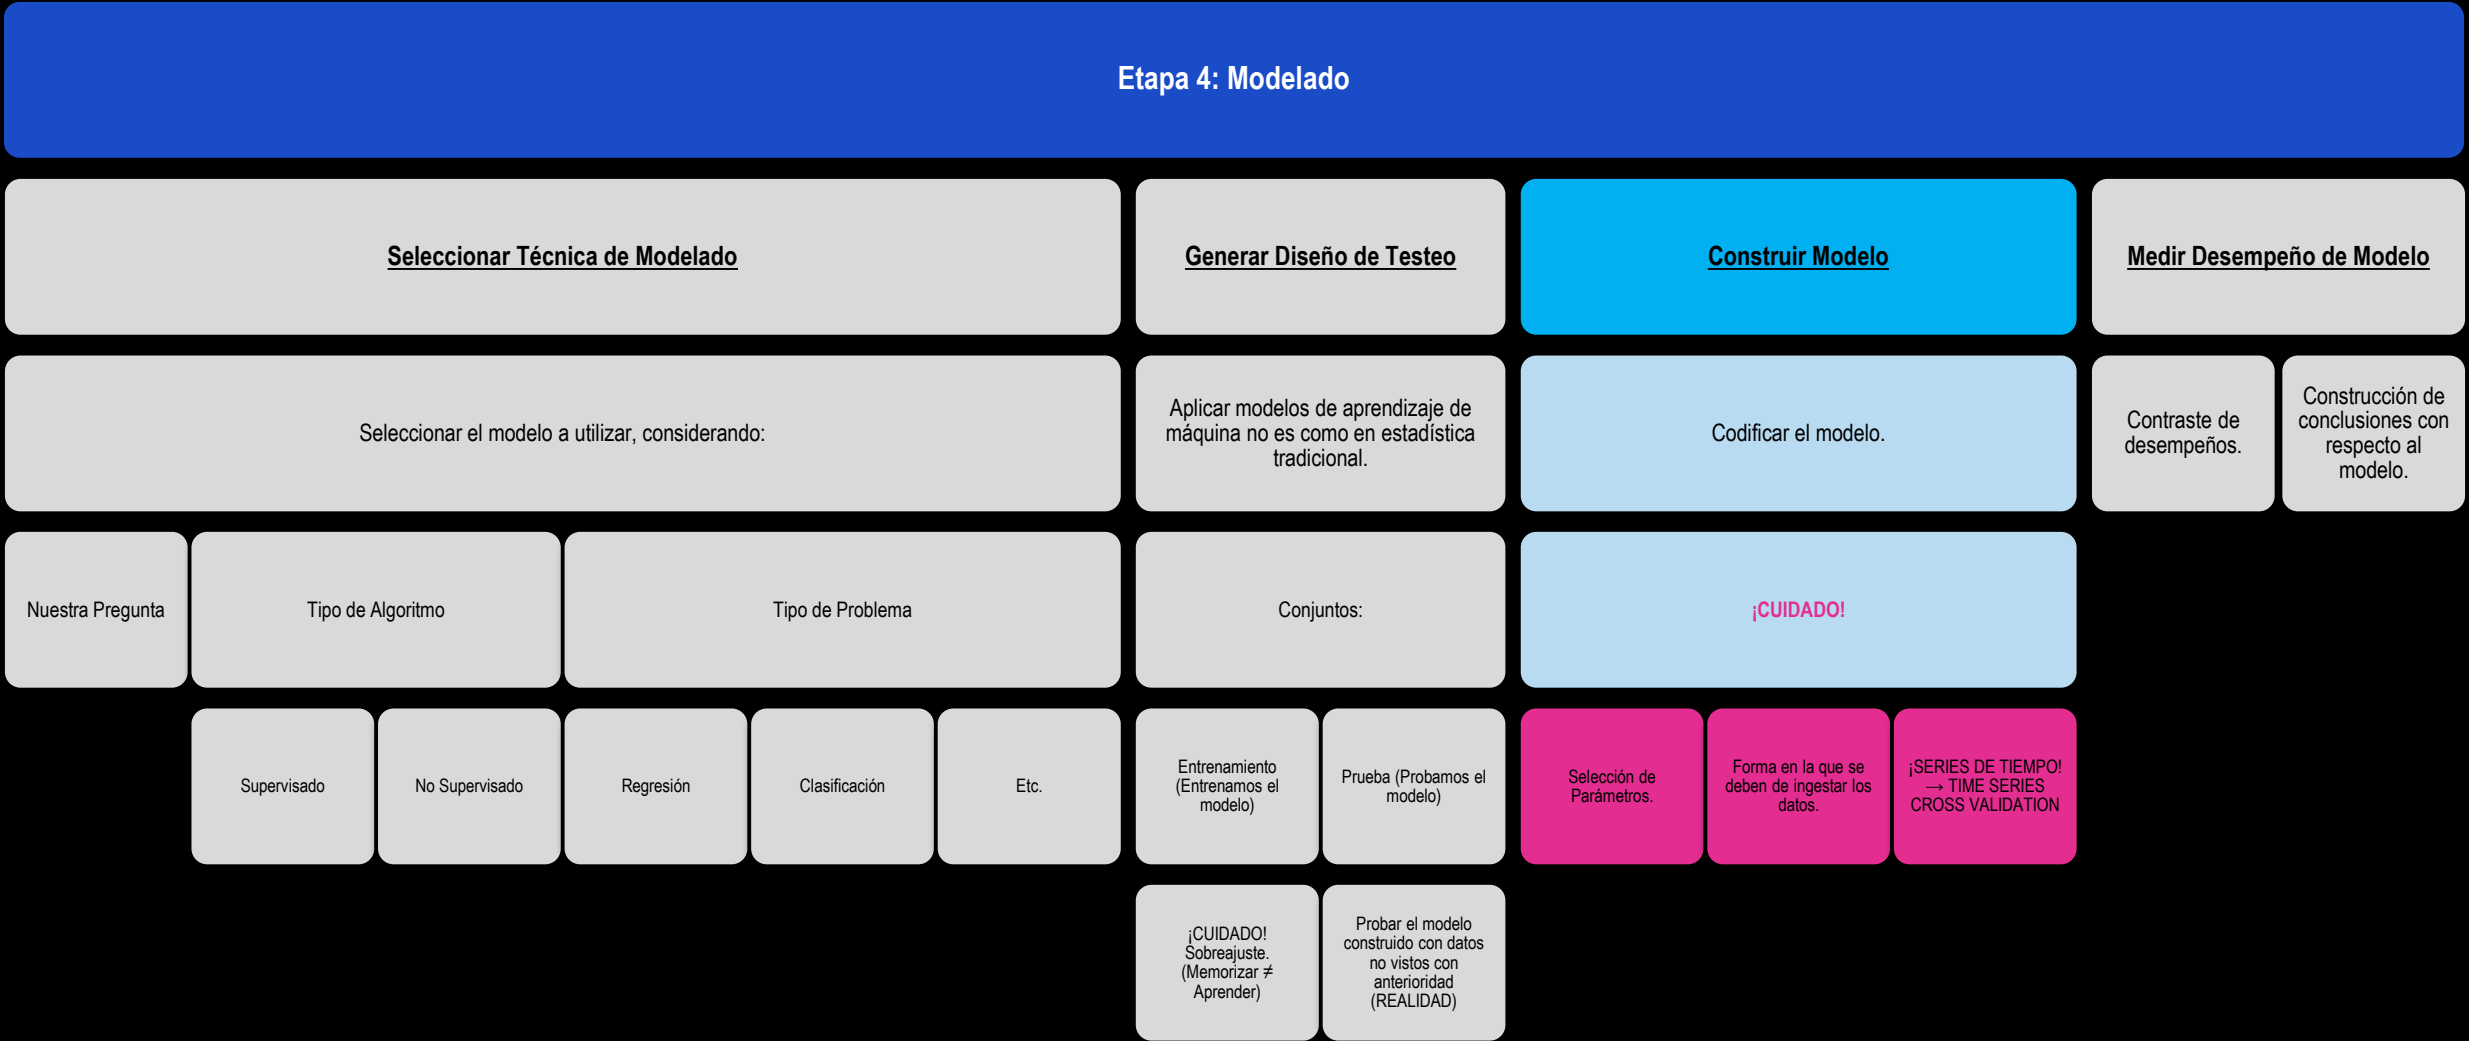 Etapa 4: Modelado
Seleccionar Técnica de Modelado
Generar Diseño de Testeo
Construir Modelo
Medir Desempeño de Modelo
Seleccionar el modelo a utilizar, considerando:
Aplicar modelos de aprendizaje de
máquina no es como en estadística
tradicional.
Codificar el modelo.
Contraste de
desempeños.
Construcción de
conclusiones con
respecto al
modelo.
Nuestra Pregunta
Tipo de Algoritmo
Tipo de Problema
Conjuntos:
¡CUIDADO!
Supervisado
No Supervisado
Regresión
Clasificación
Etc.
Entrenamiento
(Entrenamos el
modelo)
Prueba (Probamos el
modelo)
Selección de
Parámetros.
Forma en la que se
deben de ingestar los
datos.
¡SERIES DE TIEMPO!
→ TIME SERIES
CROSS VALIDATION
¡CUIDADO!
Sobreajuste.
(Memorizar ≠
Aprender)
Probar el modelo
construido con datos
no vistos con
anterioridad
(REALIDAD)